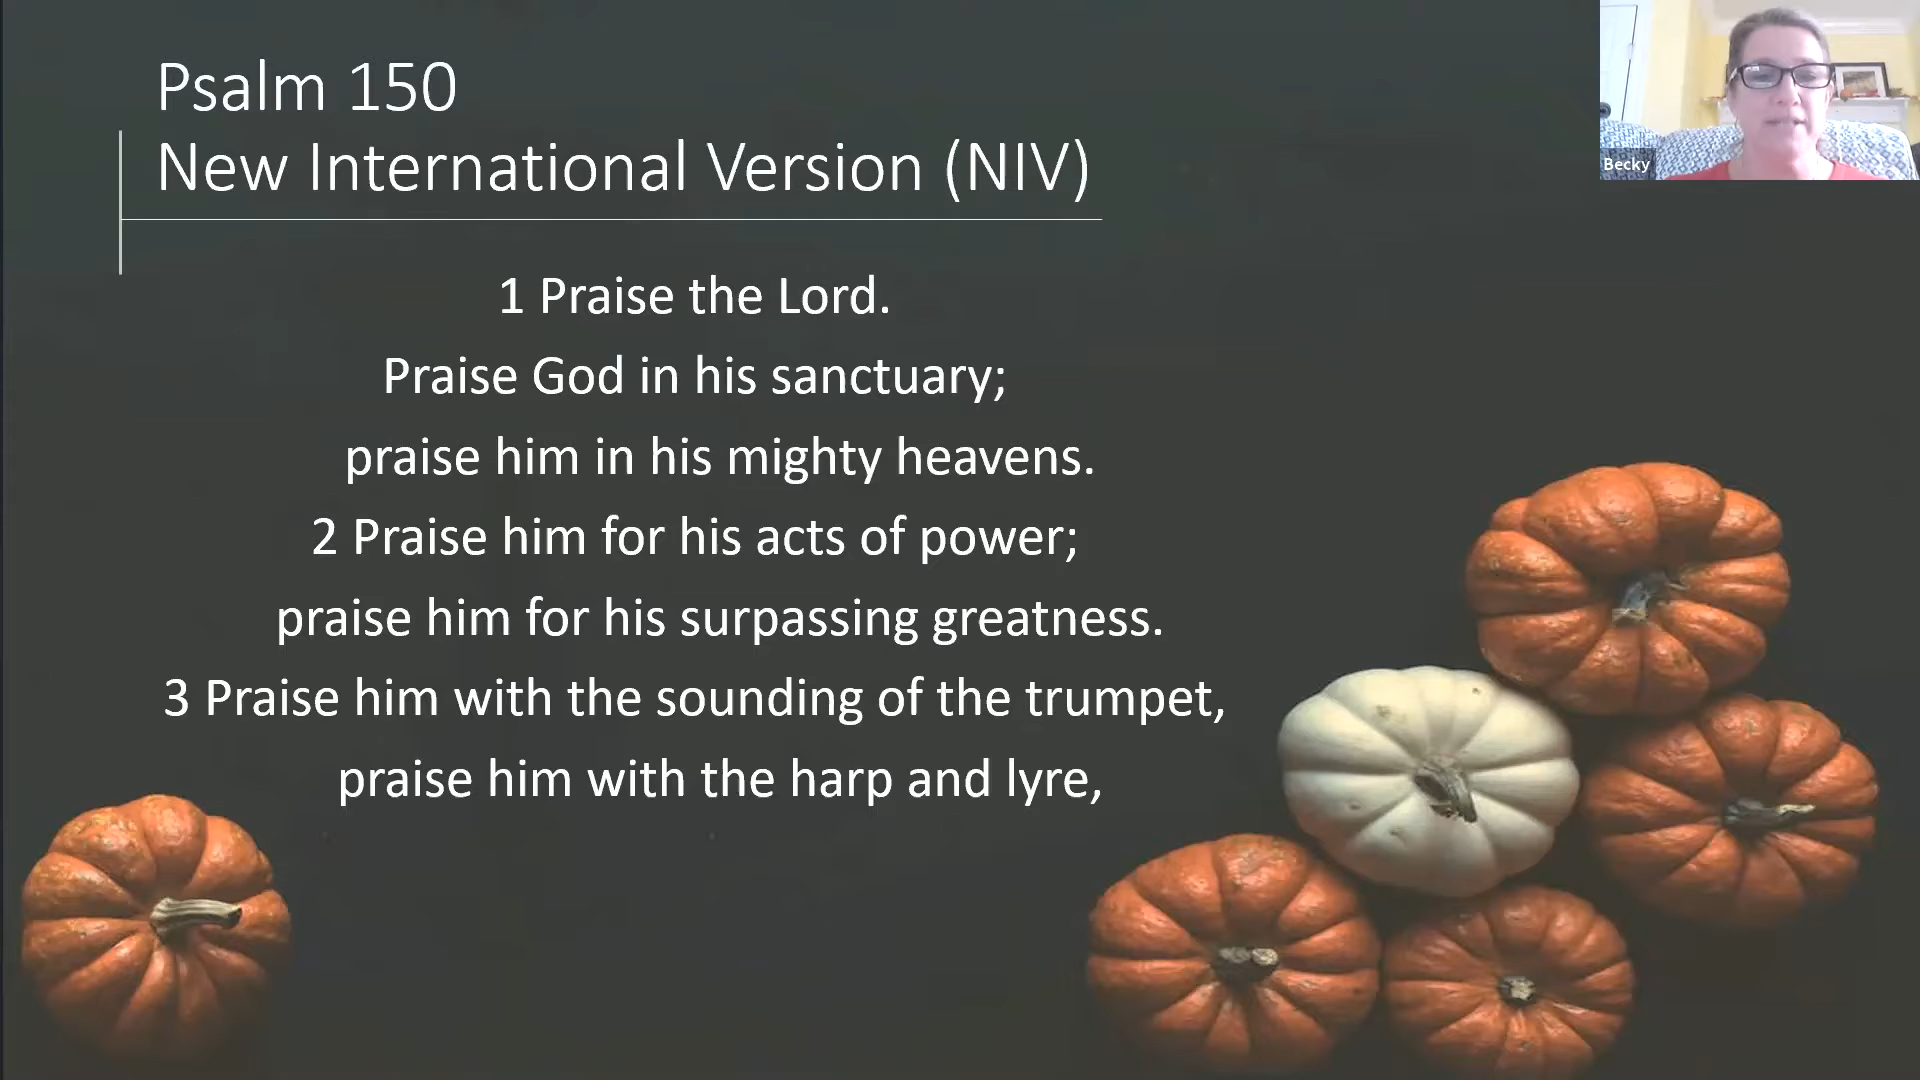 Psalm 150
New International Version (NIV)
Becky
1 Praise the Lord.
Praise God in his sanctuary;
praise him in his mighty heavens.
2 Praise him for his acts of power;
praise him for his surpassing greatness.
3 Praise him with the sounding of the trumpet,
praise him with the harp and lyre,